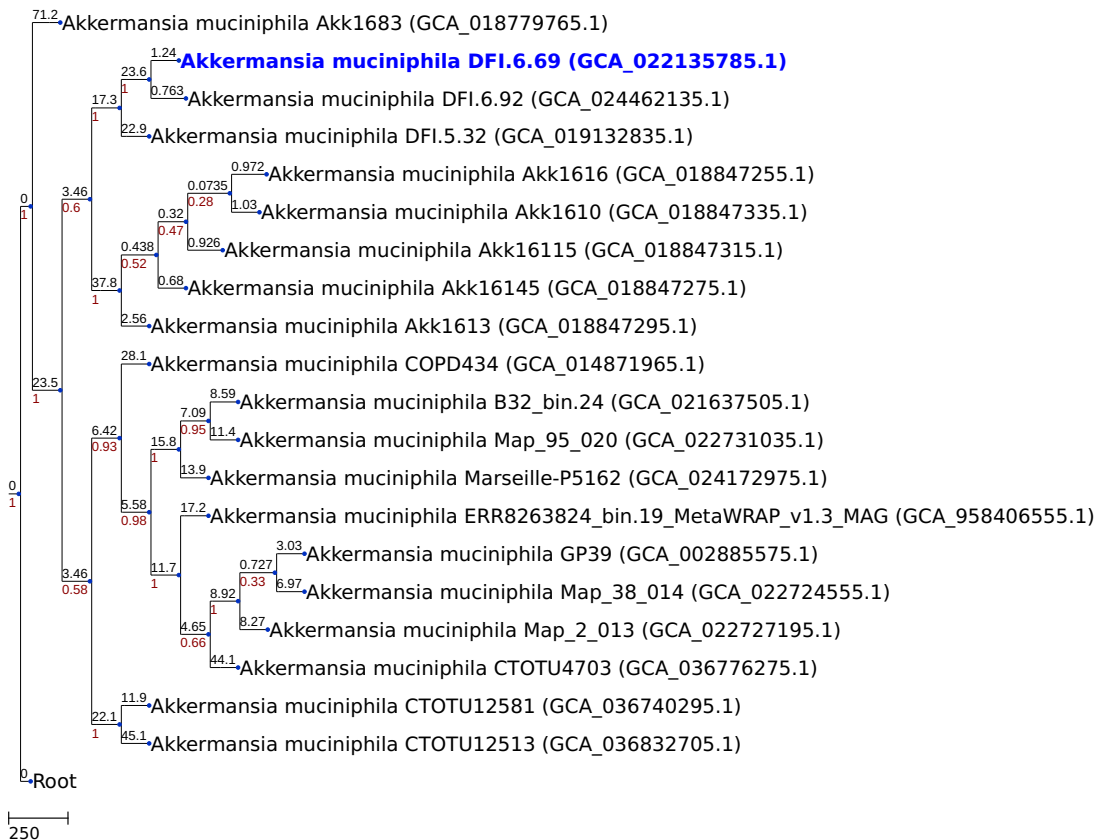 71.2 Akkermansia muciniphila Akk1683 (GCA_018779765.1)
1.24 Akkermansia muciniphila DFI.6.69 (GCA_022135785.1)
23.6
1
0.763 Akkermansia muciniphila DFI.6.92 (GCA_024462135.1)
17.3
1
22.9 Akkermansia muciniphila DFI.5.32 (GCA_019132835.1)
0.972 Akkermansia muciniphila Akk1616 (GCA_018847255.1)
0.0735
0.28
3.46
0.6
0
1
1.03 Akkermansia muciniphila Akk1610 (GCA_018847335.1)
0.32
0.47
0.926 Akkermansia muciniphila Akk16115 (GCA_018847315.1)
0.438
0.52
0.68 Akkermansia muciniphila Akk16145 (GCA_018847275.1)
37.8
1
2.56 Akkermansia muciniphila Akk1613 (GCA_018847295.1)
28.1 Akkermansia muciniphila COPD434 (GCA_014871965.1)
23.5
1
8.59 Akkermansia muciniphila B32_bin.24 (GCA_021637505.1)
7.09
0.95
6.42
0.93
11.4 Akkermansia muciniphila Map_95_020 (GCA_022731035.1)
15.8
1
13.9 Akkermansia muciniphila Marseille-P5162 (GCA_024172975.1)
0
1
5.58
0.98
17.2 Akkermansia muciniphila ERR8263824_bin.19_MetaWRAP_v1.3_MAG (GCA_958406555.1)
3.03 Akkermansia muciniphila GP39 (GCA_002885575.1)
0.727
0.33
11.7
1
3.46
0.58
6.97 Akkermansia muciniphila Map_38_014 (GCA_022724555.1)
8.92
1
8.27 Akkermansia muciniphila Map_2_013 (GCA_022727195.1)
4.65
0.66
44.1 Akkermansia muciniphila CTOTU4703 (GCA_036776275.1)
11.9 Akkermansia muciniphila CTOTU12581 (GCA_036740295.1)
22.1
1
45.1 Akkermansia muciniphila CTOTU12513 (GCA_036832705.1)
0 Root
250